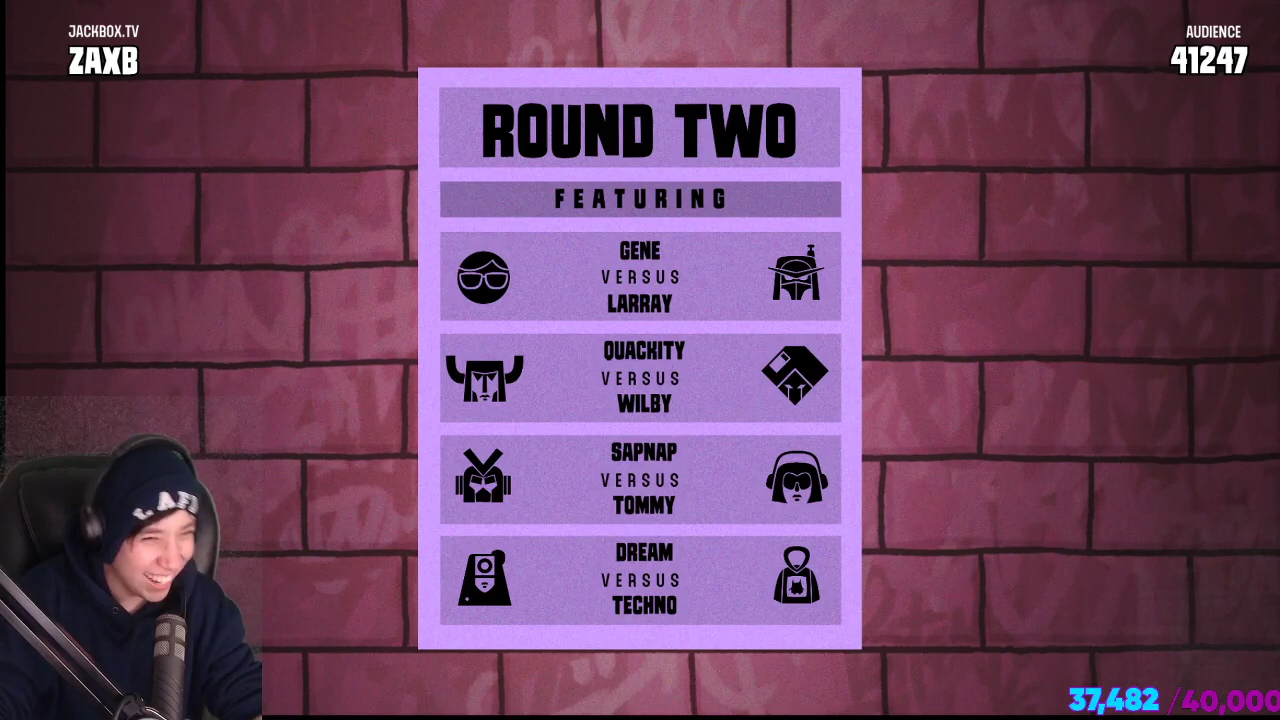 JACKBOX.TV
ZAXB
AUDIENCE
41247
ROUND TWO
FEATURING
GENE
VERSUS
LARRAY
QUACKITY
VERSUS
WILBY
SAPNAP
VERSUS
TOMMY
DREAM
VERSUS
TECHNO
37,482 /40,000